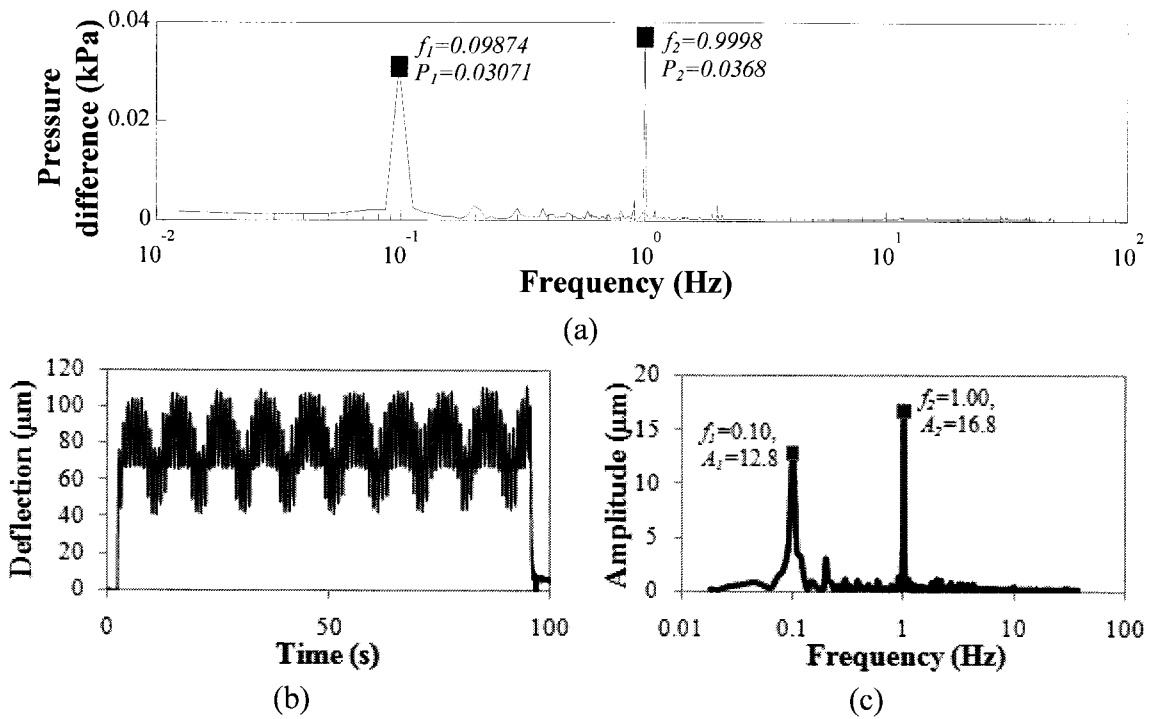 0.04
0.02
0
Pressure
difference (kPa)
f₁=0.09874
P₁=0.03071
f₂=0.9998
P₂=0.0368
10⁻²
10⁻¹
10⁰
10¹
10²
Frequency (Hz)
(a)
120
100
80
60
40
20
0
Deflection (μm)
0
50
100
Time (s)
(b)
20
15
10
5
0
Amplitude (μm)
f₁=0.10,
A₁=12.8
f₂=1.00,
A₂=16.8
0.01
0.1
1
10
100
Frequency (Hz)
(c)